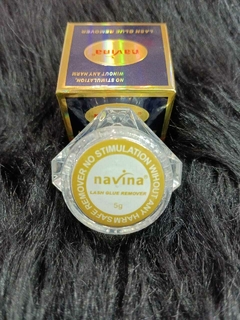 LASH GLUE REMOVER
navina
NO STIMULATION,
WIHOUT ANY HARM
SAFE REMOVER NO STIMULATION WIHOUT ANY HARM
navina®
LASH GLUE REMOVER
5g